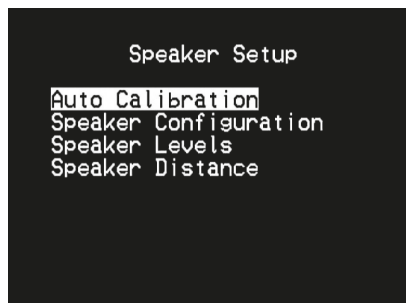 Speaker Setup
Auto Calibration
Speaker Configuration
Speaker Levels
Speaker Distance